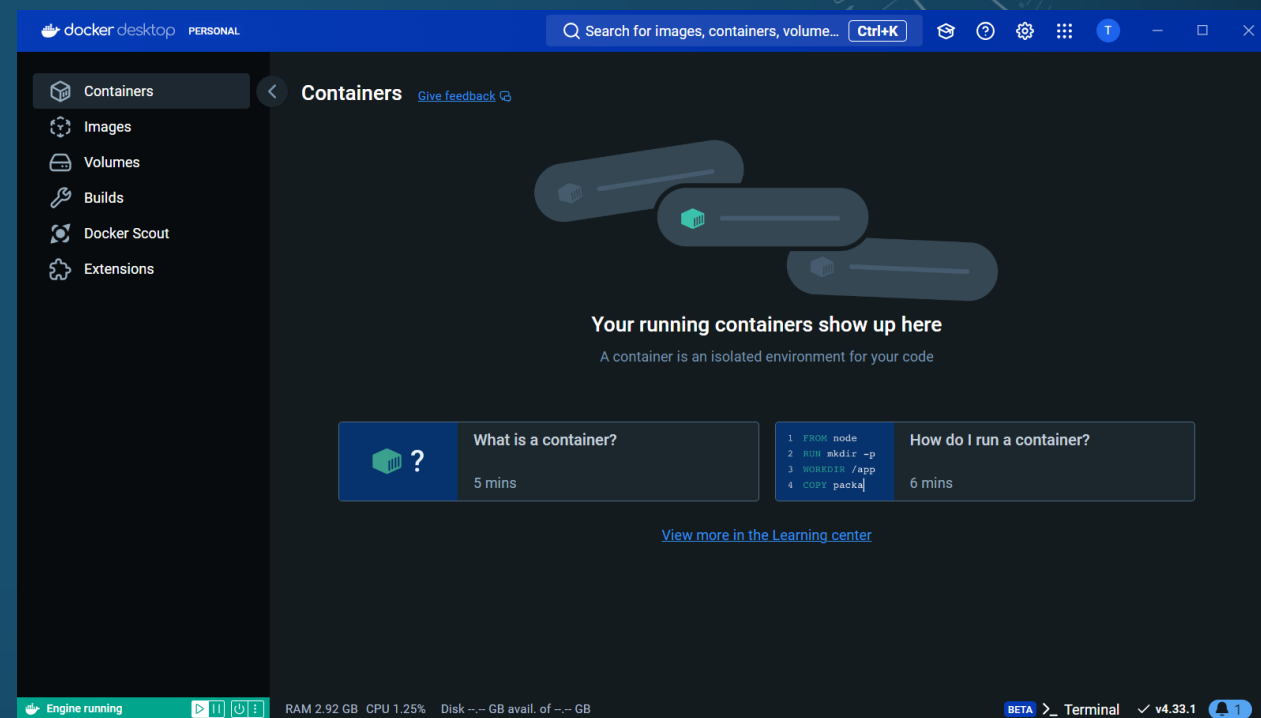 docker desktop PERSONAL
Search for images, containers, volume... Ctrl+K
T
Containers
Images
Volumes
Builds
Docker Scout
Extensions
Containers Give feedback
Your running containers show up here
A container is an isolated environment for your code
?
What is a container?
5 mins
1 FROM node
2 RUN mkdir -p
3 WORKDIR /app
4 COPY packa
How do I run a container?
6 mins
View more in the Learning center
Engine running
RAM 2.92 GB CPU 1.25% Disk --.-- GB avail. of --.-- GB
BETA >_ Terminal v4.33.1 1